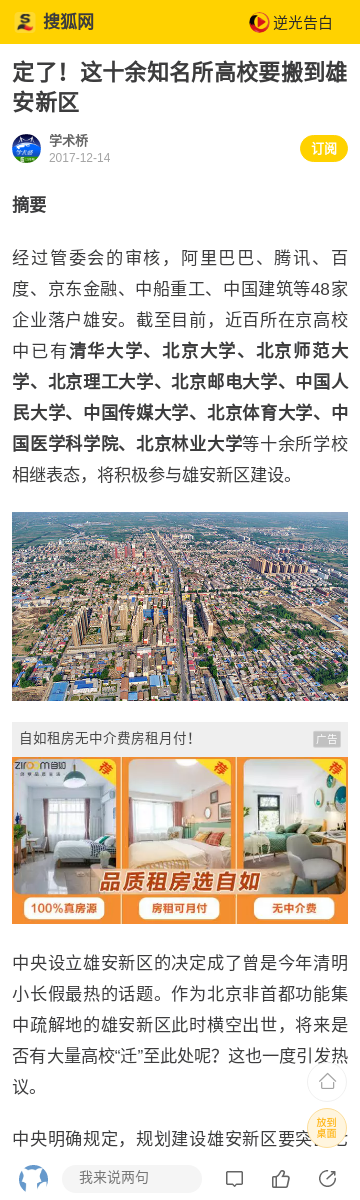 搜狐网
逆光告白
定了！这十余知名所高校要搬到雄
安新区
学术桥
2017-12-14
订阅
摘要
经过管委会的审核，阿里巴巴、腾讯、百
度、京东金融、中船重工、中国建筑等48家
企业落户雄安。截至目前，近百所在京高校
中已有清华大学、北京大学、北京师范大
学、北京理工大学、北京邮电大学、中国人
民大学、中国传媒大学、北京体育大学、中
国医学科学院、北京林业大学等十余所学校
相继表态，将积极参与雄安新区建设。
自如租房无中介费房租月付！
广告
ziroom自如
荐
荐
荐
品质租房选自如
100%真房源
房租可月付
无中介费
中央设立雄安新区的决定成了曾是今年清明
小长假最热的话题。作为北京非首都功能集
中疏解地的雄安新区此时横空出世，将来是
否有大量高校“迁”至此处呢？这也一度引发热
议。
放到
桌面
中央明确规定，规划建设雄安新区要突
我来说两句